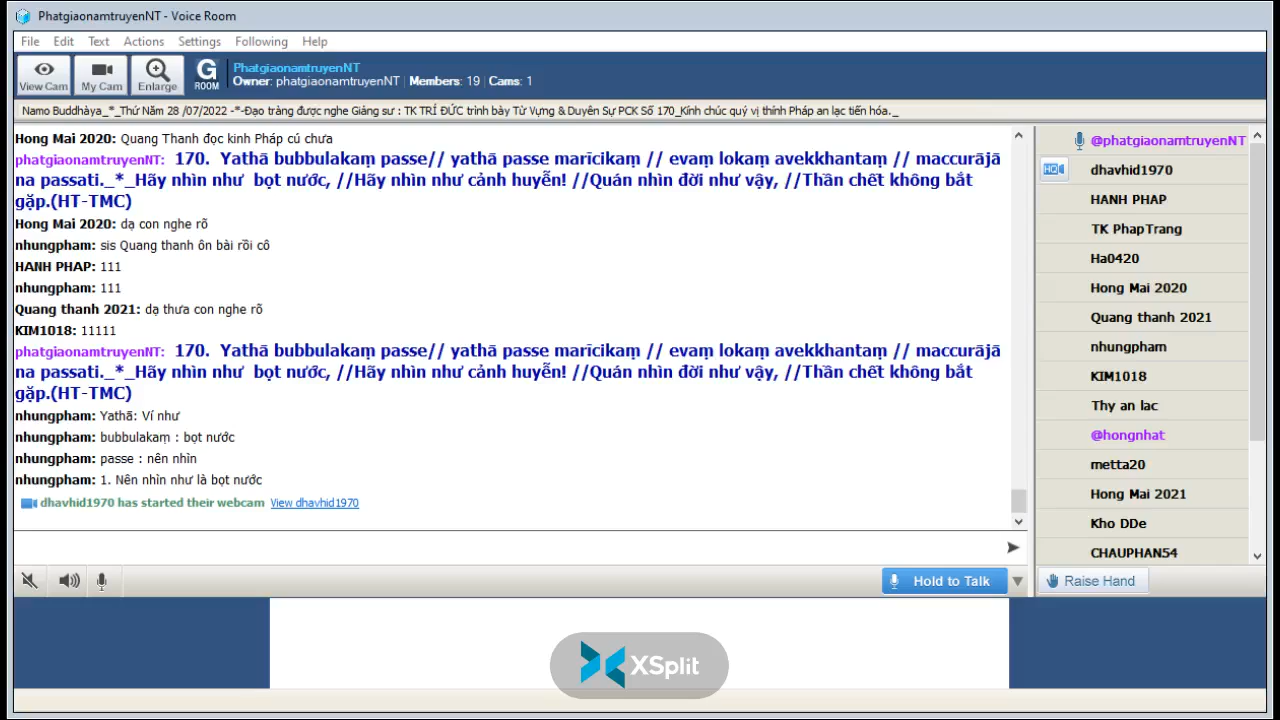 PhatgiaonamtruyenNT - Voice Room
File Edit Text Actions Settings Following Help
View Cam
My Cam
Enlarge
G ROOM
PhatgiaonamtruyenNT
Owner: phatgiaonamtruyenNT | Members: 19 | Cams: 1
Namo Buddhàya_*_Thứ Năm 28 /07/2022 -*-Đạo tràng được nghe Giảng sư : TK TRÍ ĐỨC trình bày Từ Vựng & Duyên Sự PCK Số 170_Kính chúc quý vị thính Pháp an lạc tiến hóa._
Hong Mai 2020: Quang Thanh đọc kinh Pháp cú chưa
phatgiaonamtruyenNT: 170. Yathā bubbulakaṃ passe// yathā passe marīcikaṃ // evaṃ lokaṃ avekkhantaṃ // maccurājā
na passati._*_Hãy nhìn như bọt nước, //Hãy nhìn như cảnh huyễn! //Quán nhìn đời như vậy, //Thần chết không bắt
gặp.(HT-TMC)
Hong Mai 2020: dạ con nghe rõ
nhungpham: sis Quang thanh ôn bài rồi cô
HANH PHAP: 111
nhungpham: 111
Quang thanh 2021: dạ thưa con nghe rõ
KIM1018: 11111
phatgiaonamtruyenNT: 170. Yathā bubbulakaṃ passe// yathā passe marīcikaṃ // evaṃ lokaṃ avekkhantaṃ // maccurājā
na passati._*_Hãy nhìn như bọt nước, //Hãy nhìn như cảnh huyễn! //Quán nhìn đời như vậy, //Thần chết không bắt
gặp.(HT-TMC)
nhungpham: Yathā: Ví như
nhungpham: bubbulakaṃ : bọt nước
nhungpham: passe : nên nhìn
nhungpham: 1. Nên nhìn như là bọt nước
dhavhid1970 has started their webcam View dhavhid1970
@phatgiaonamtruyenNT
HQ
dhavhid1970
HANH PHAP
TK PhapTrang
Ha0420
Hong Mai 2020
Quang thanh 2021
nhungpham
KIM1018
Thy an lac
@hongnhat
metta20
Hong Mai 2021
Kho DDe
CHAUPHAN54
Hold to Talk
Raise Hand
XSplit